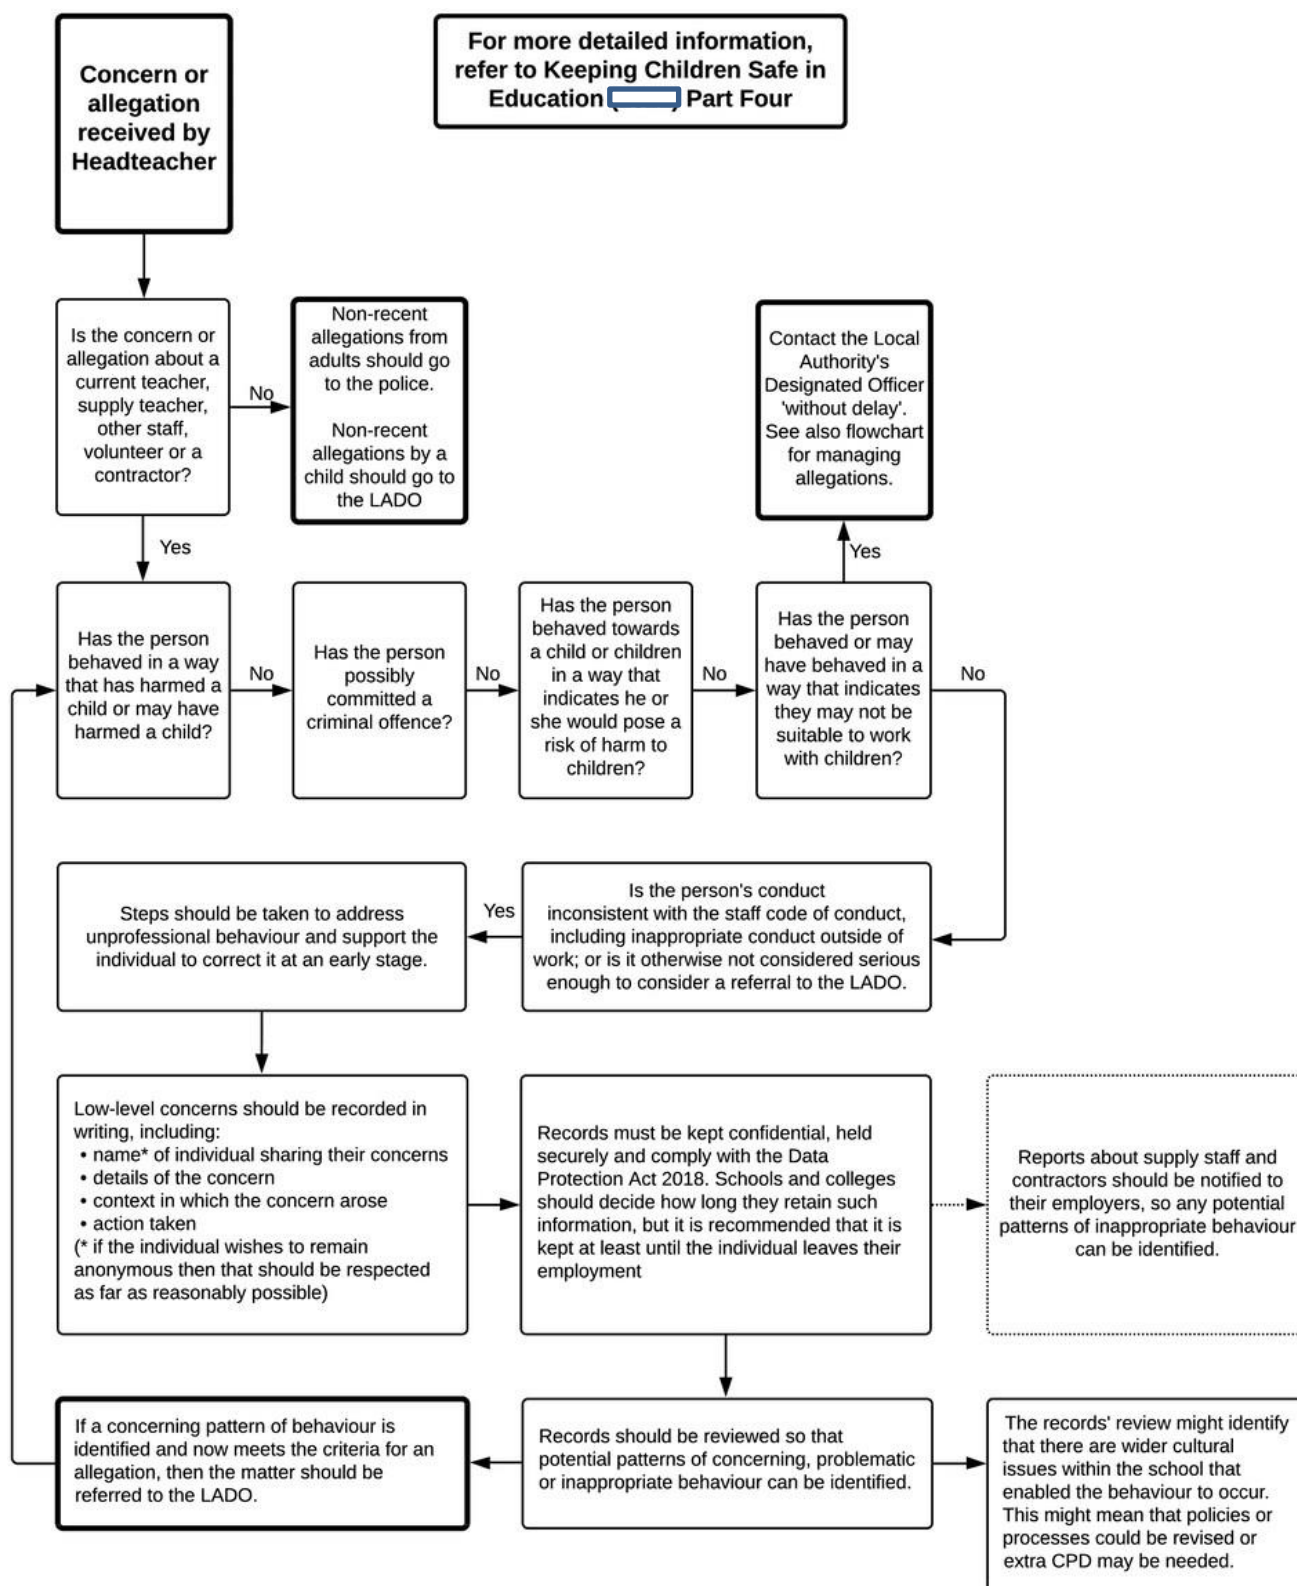 Concern or
allegation
received by
Headteacher
For more detailed information,
refer to Keeping Children Safe in
Education ( ) Part Four
Is the concern or
allegation about a
current teacher,
supply teacher,
other staff,
volunteer or a
contractor?
No
Non-recent
allegations from
adults should go
to the police.
Non-recent
allegations by a
child should go to
the LADO
Contact the Local
Authority's
Designated Officer
'without delay'.
See also flowchart
for managing
allegations.
Yes
Yes
Has the person
behaved in a way
that has harmed a
child or may have
harmed a child?
No
Has the person
possibly
committed a
criminal offence?
No
Has the person
behaved towards
a child or children
in a way that
indicates he or
she would pose a
risk of harm to
children?
No
Has the person
behaved or may
have behaved in a
way that indicates
they may not be
suitable to work
with children?
No
Steps should be taken to address
unprofessional behaviour and support the
individual to correct it at an early stage.
Yes
Is the person's conduct
inconsistent with the staff code of conduct,
including inappropriate conduct outside of
work; or is it otherwise not considered serious
enough to consider a referral to the LADO.
Low-level concerns should be recorded in
writing, including:
• name* of individual sharing their concerns
• details of the concern
• context in which the concern arose
• action taken
(* if the individual wishes to remain
anonymous then that should be respected
as far as reasonably possible)
Records must be kept confidential, held
securely and comply with the Data
Protection Act 2018. Schools and colleges
should decide how long they retain such
information, but it is recommended that it is
kept at least until the individual leaves their
employment
Reports about supply staff and
contractors should be notified to
their employers, so any potential
patterns of inappropriate behaviour
can be identified.
If a concerning pattern of behaviour is
identified and now meets the criteria for an
allegation, then the matter should be
referred to the LADO.
Records should be reviewed so that
potential patterns of concerning, problematic
or inappropriate behaviour can be identified.
The records' review might identify
that there are wider cultural
issues within the school that
enabled the behaviour to occur.
This might mean that policies or
processes could be revised or
extra CPD may be needed.